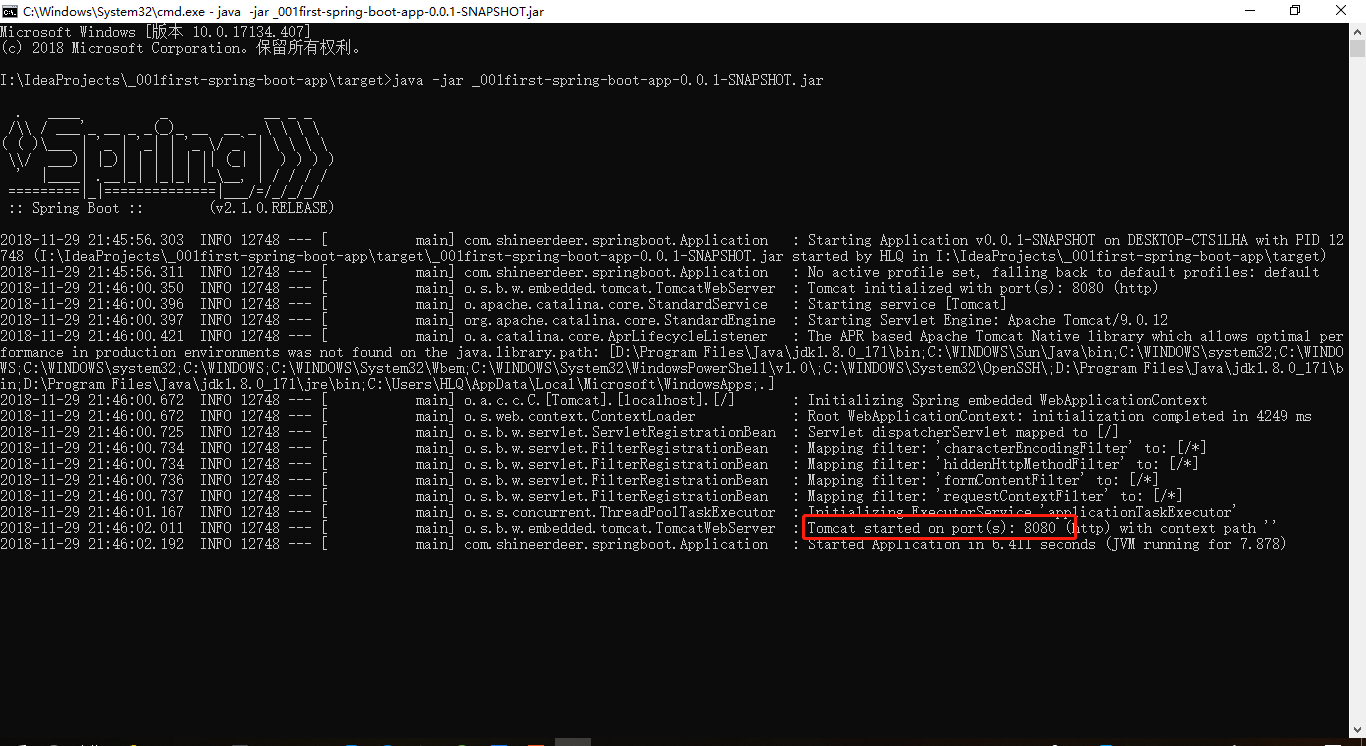 C:\Windows\System32\cmd.exe - java  -jar _001first-spring-boot-app-0.0.1-SNAPSHOT.jar
Microsoft Windows [版本 10.0.17134.407]
(c) 2018 Microsoft Corporation。保留所有权利。
I:\IdeaProjects\_001first-spring-boot-app\target>java -jar _001first-spring-boot-app-0.0.1-SNAPSHOT.jar
  .   ____          _            __ _ _
 /\\ / ___'_ __ _ _(_)_ __  __ _ \ \ \ \
( ( )\___ | '_ | '_| | '_ \/ _` | \ \ \ \
 \\/  ___)| |_)| | | | | || (_| |  ) ) ) )
  '  |____| .__|_| |_|_| |_\__, | / / / /
 =========|_|==============|___/=/_/_/_/
 :: Spring Boot ::        (v2.1.0.RELEASE)
2018-11-29 21:45:56.303  INFO 12748 --- [           main] com.shineerdeer.springboot.Application   : Starting Application v0.0.1-SNAPSHOT on DESKTOP-CTS1LHA with PID 12
748 (I:\IdeaProjects\_001first-spring-boot-app\target\_001first-spring-boot-app-0.0.1-SNAPSHOT.jar started by HLQ in I:\IdeaProjects\_001first-spring-boot-app\target)
2018-11-29 21:45:56.311  INFO 12748 --- [           main] com.shineerdeer.springboot.Application   : No active profile set, falling back to default profiles: default
2018-11-29 21:46:00.350  INFO 12748 --- [           main] o.s.b.w.embedded.tomcat.TomcatWebServer  : Tomcat initialized with port(s): 8080 (http)
2018-11-29 21:46:00.396  INFO 12748 --- [           main] o.apache.catalina.core.StandardService   : Starting service [Tomcat]
2018-11-29 21:46:00.397  INFO 12748 --- [           main] org.apache.catalina.core.StandardEngine  : Starting Servlet Engine: Apache Tomcat/9.0.12
2018-11-29 21:46:00.421  INFO 12748 --- [           main] o.a.catalina.core.AprLifecycleListener   : The APR based Apache Tomcat Native library which allows optimal per
formance in production environments was not found on the java.library.path: [D:\Program Files\Java\jdk1.8.0_171\bin;C:\WINDOWS\Sun\Java\bin;C:\WINDOWS\system32;C:\WINDO
WS;C:\WINDOWS\system32;C:\WINDOWS;C:\WINDOWS\System32\Wbem;C:\WINDOWS\System32\WindowsPowerShell\v1.0\;C:\WINDOWS\System32\OpenSSH\;D:\Program Files\Java\jdk1.8.0_171\b
in;D:\Program Files\Java\jdk1.8.0_171\jre\bin;C:\Users\HLQ\AppData\Local\Microsoft\WindowsApps;.]
2018-11-29 21:46:00.672  INFO 12748 --- [           main] o.a.c.c.C.[Tomcat].[localhost].[/]       : Initializing Spring embedded WebApplicationContext
2018-11-29 21:46:00.672  INFO 12748 --- [           main] o.s.web.context.ContextLoader            : Root WebApplicationContext: initialization completed in 4249 ms
2018-11-29 21:46:00.725  INFO 12748 --- [           main] o.s.b.w.servlet.ServletRegistrationBean  : Servlet dispatcherServlet mapped to [/]
2018-11-29 21:46:00.734  INFO 12748 --- [           main] o.s.b.w.servlet.FilterRegistrationBean   : Mapping filter: 'characterEncodingFilter' to: [/*]
2018-11-29 21:46:00.734  INFO 12748 --- [           main] o.s.b.w.servlet.FilterRegistrationBean   : Mapping filter: 'hiddenHttpMethodFilter' to: [/*]
2018-11-29 21:46:00.736  INFO 12748 --- [           main] o.s.b.w.servlet.FilterRegistrationBean   : Mapping filter: 'formContentFilter' to: [/*]
2018-11-29 21:46:00.737  INFO 12748 --- [           main] o.s.b.w.servlet.FilterRegistrationBean   : Mapping filter: 'requestContextFilter' to: [/*]
2018-11-29 21:46:01.167  INFO 12748 --- [           main] o.s.s.concurrent.ThreadPoolTaskExecutor  : Initializing ExecutorService 'applicationTaskExecutor'
2018-11-29 21:46:02.011  INFO 12748 --- [           main] o.s.b.w.embedded.tomcat.TomcatWebServer  : Tomcat started on port(s): 8080 (http) with context path ''
2018-11-29 21:46:02.192  INFO 12748 --- [           main] com.shineerdeer.springboot.Application   : Started Application in 6.411 seconds (JVM running for 7.878)